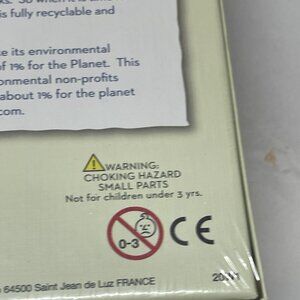 is fully recyclable and
e its environmental
of 1% for the Planet. This
onmental non-profits
about 1% for the planet
com.
WARNING:
CHOKING HAZARD
SMALL PARTS
Not for children under 3 yrs.
0-3
CE
64500 Saint Jean de Luz FRANCE